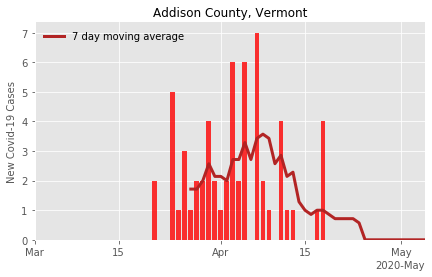 Addison County, Vermont
7 day moving average
New Covid-19 Cases
7
6
5
4
3
2
1
0
Mar 15 Apr 15 May
2020-May